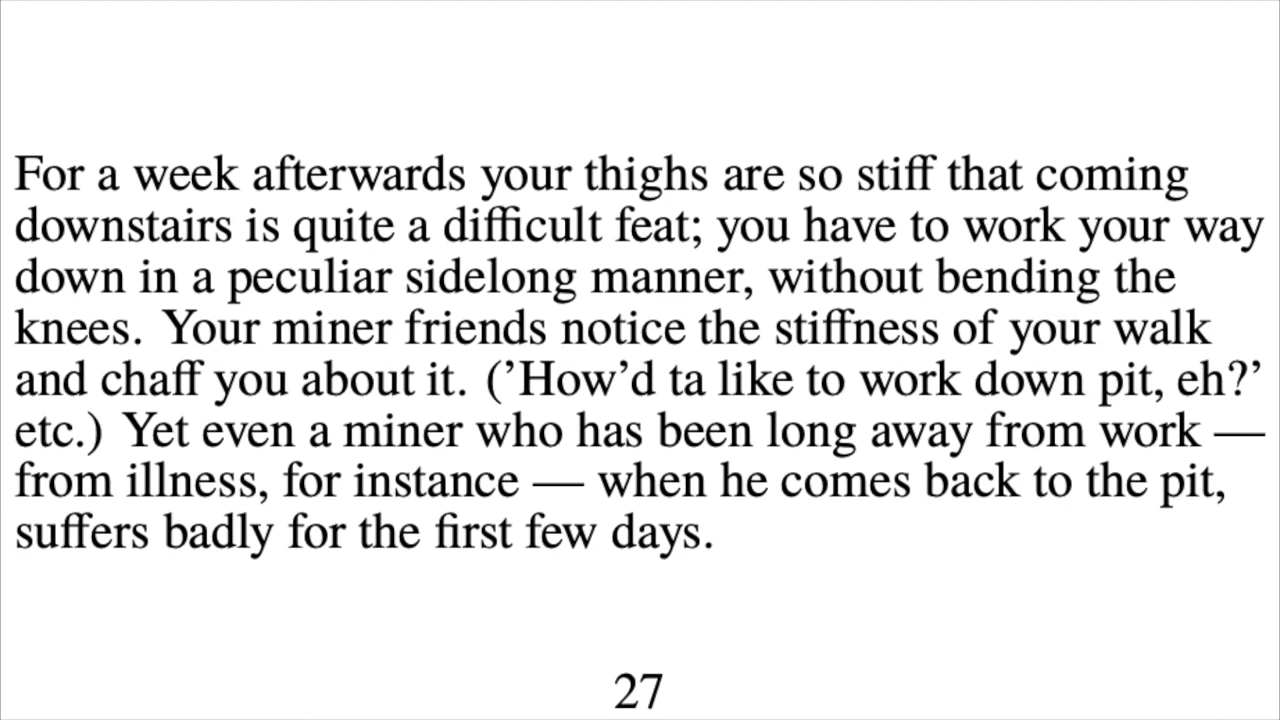 For a week afterwards your thighs are so stiff that coming
downstairs is quite a difficult feat; you have to work your way
down in a peculiar sidelong manner, without bending the
knees. Your miner friends notice the stiffness of your walk
and chaff you about it. (’How’d ta like to work down pit, eh?’
etc.) Yet even a miner who has been long away from work —
from illness, for instance — when he comes back to the pit,
suffers badly for the first few days.
27